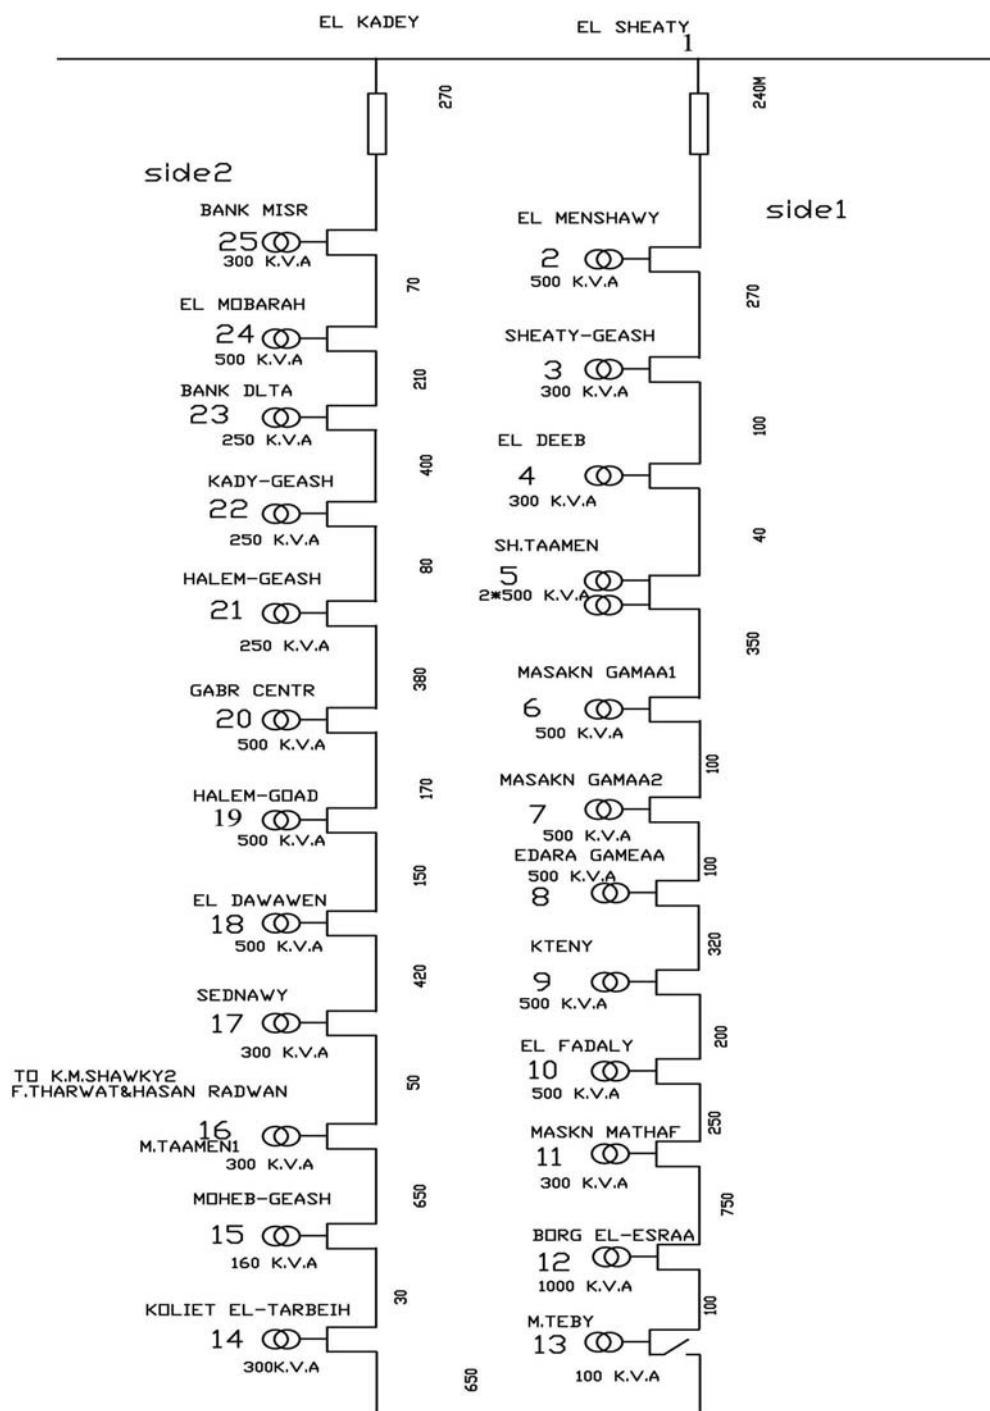 EL KADEY
EL SHEATY
1
270
240M
side2
side1
BANK MISR
25
300 K.V.A
70
EL MOBARAH
24
500 K.V.A
210
BANK DLTA
23
250 K.V.A
400
KADY-GEASH
22
250 K.V.A
80
HALEM-GEASH
21
250 K.V.A
380
GABR CENTR
20
500 K.V.A
170
HALEM-GOAD
19
500 K.V.A
150
EL DAWAWEN
18
500 K.V.A
420
SEDNAWY
17
300 K.V.A
50
TO K.M.SHAWKY2
F.THARWAT&HASAN RADWAN
16
M.TAAMEN1
300 K.V.A
650
MOHEB-GEASH
15
160 K.V.A
30
KOLIET EL-TARBEIH
14
300K.V.A
650
EL MENSHAWY
2
500 K.V.A
270
SHEATY-GEASH
3
300 K.V.A
100
EL DEEB
4
300 K.V.A
40
SH.TAAMEN
5
2*500 K.V.A
350
MASAKN GAMAA1
6
500 K.V.A
100
MASAKN GAMAA2
7
500 K.V.A
100
EDARA GAMEAA
500 K.V.A
8
320
KTENY
9
500 K.V.A
200
EL FADALY
10
500 K.V.A
250
MASKN MATHAF
11
300 K.V.A
750
BORG EL-ESRAA
12
1000 K.V.A
100
M.TEBY
13
100 K.V.A